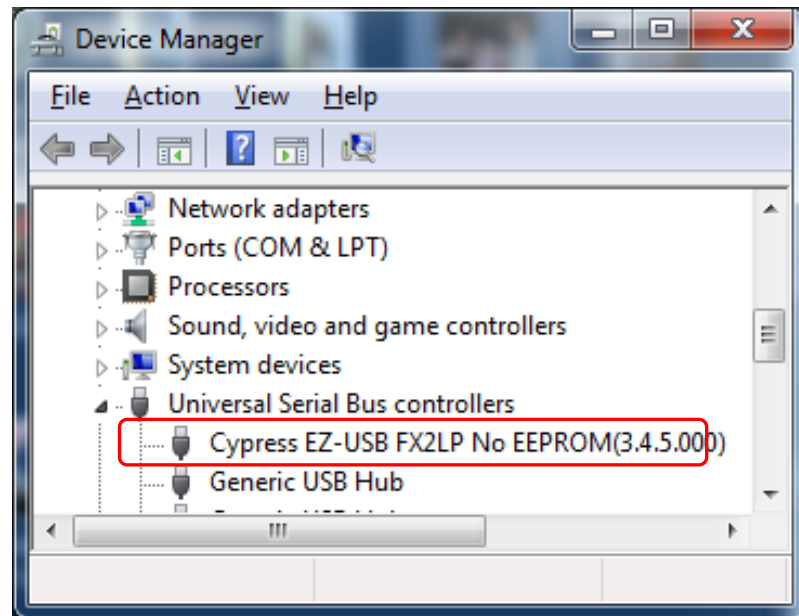 Device Manager
File Action View Help
Network adapters
Ports (COM & LPT)
Processors
Sound, video and game controllers
System devices
Universal Serial Bus controllers
Cypress EZ-USB FX2LP No EEPROM(3.4.5.000)
Generic USB Hub